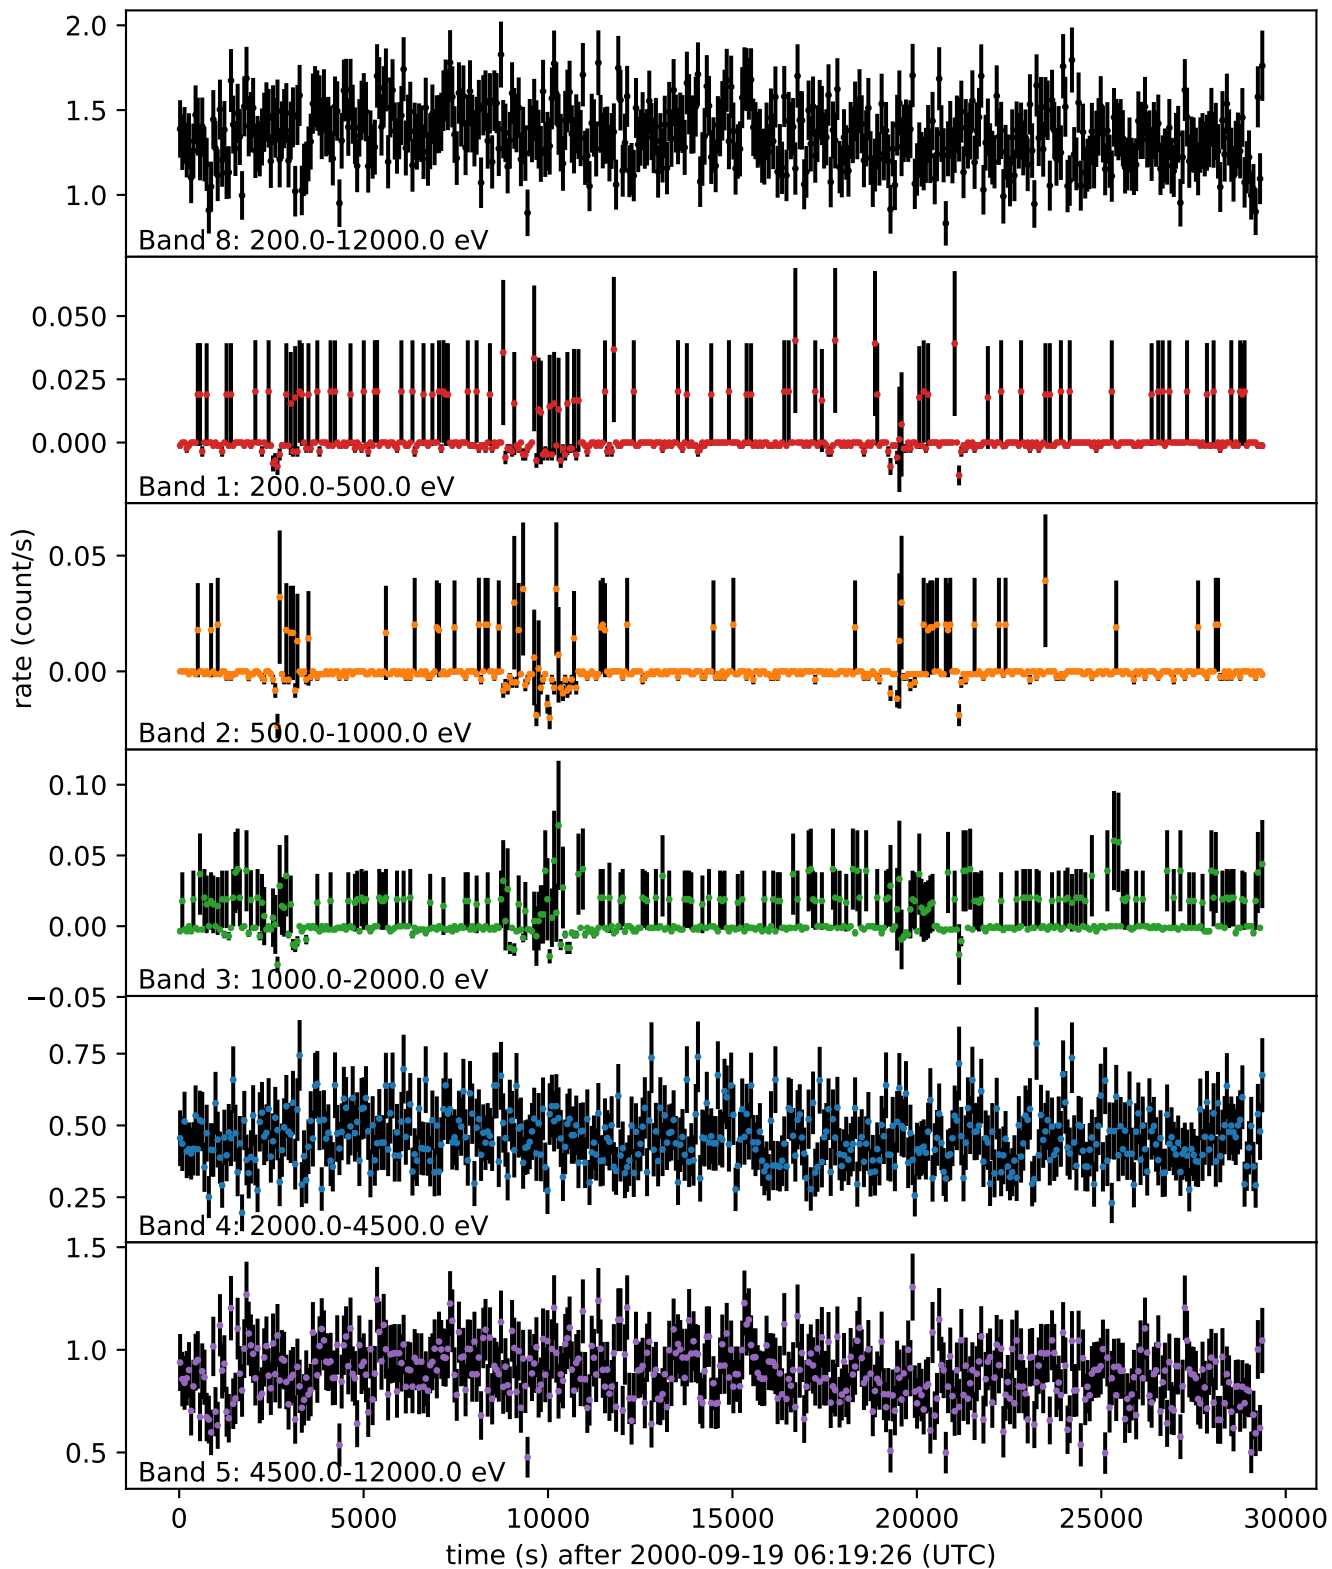 2.0
1.5
1.0
Band 8: 200.0-12000.0 eV
0.050
0.025
0.000
Band 1: 200.0-500.0 eV
rate (count/s)
0.05
0.00
Band 2: 500.0-1000.0 eV
0.10
0.05
0.00
−0.05
Band 3: 1000.0-2000.0 eV
0.75
0.50
0.25
Band 4: 2000.0-4500.0 eV
1.5
1.0
0.5
Band 5: 4500.0-12000.0 eV
0 5000 10000 15000 20000 25000 30000
time (s) after 2000-09-19 06:19:26 (UTC)